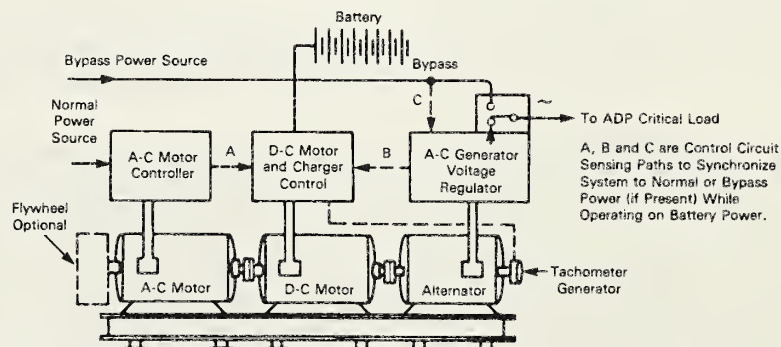 Battery
Bypass Power Source
Bypass
C
~
To ADP Critical Load
Normal
Power
Source
A-C Motor
Controller
A
D-C Motor
and Charger
Control
B
A-C Generator
Voltage
Regulator
A, B and C are Control Circuit
Sensing Paths to Synchronize
System to Normal or Bypass
Power (if Present) While
Operating on Battery Power.
Flywheel
Optional
A-C Motor
D-C Motor
Alternator
Tachometer
Generator